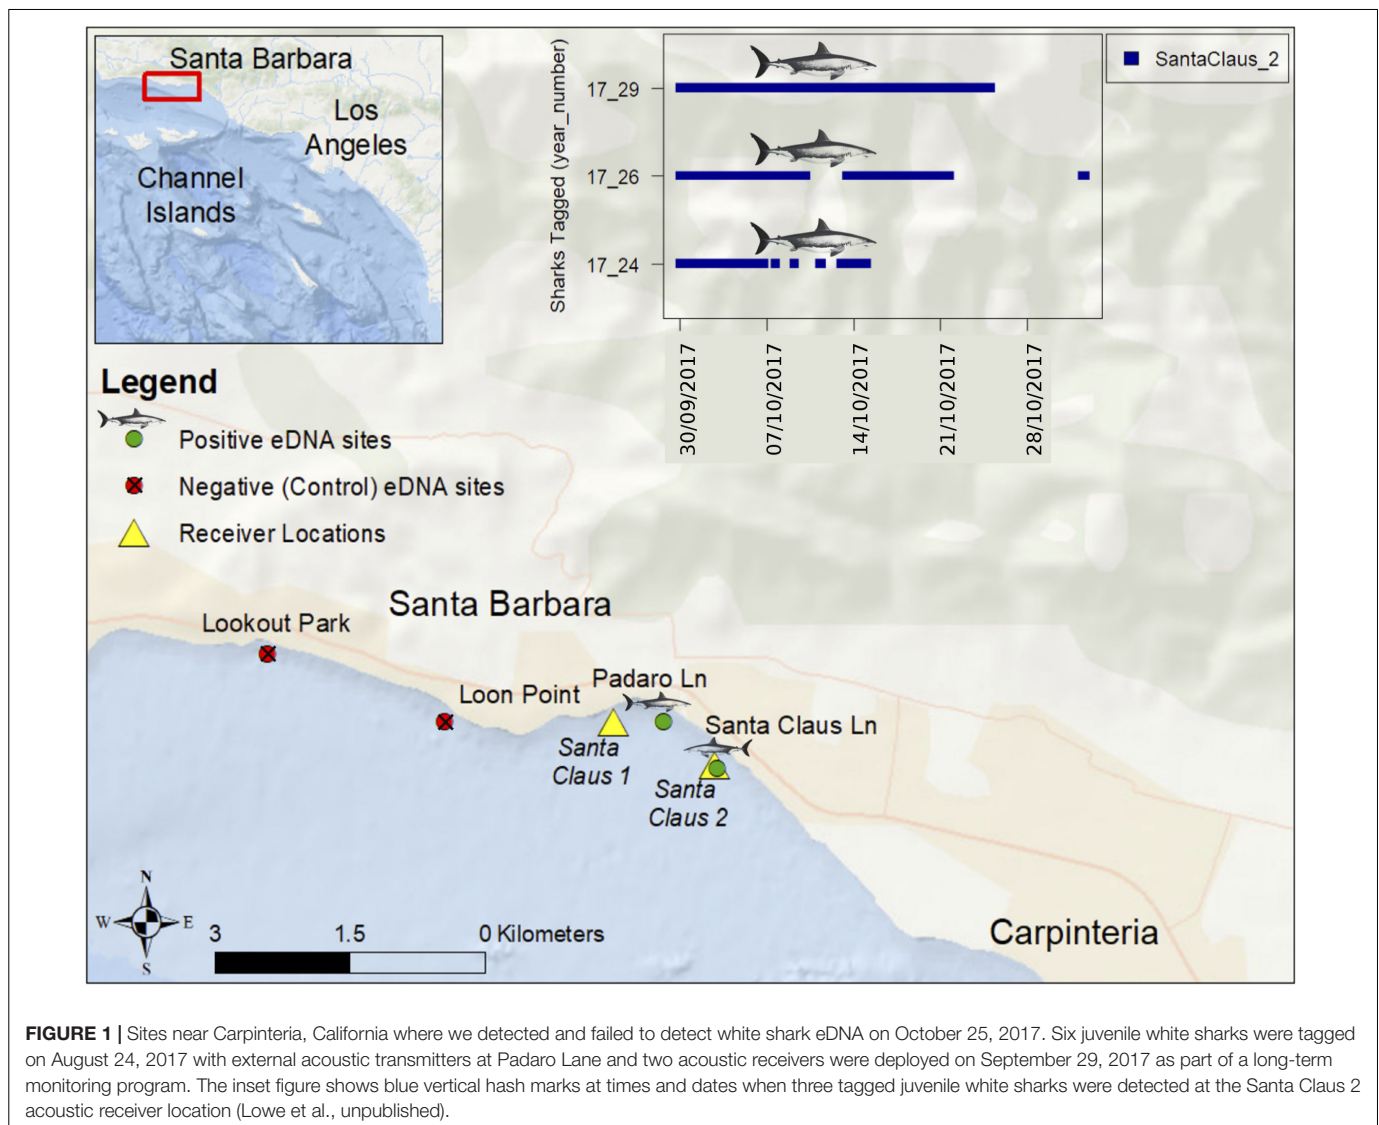 Santa Barbara
Los
Angeles
Channel
Islands
Sharks Tagged (year_number)
17_29
17_26
17_24
30/09/2017
07/10/2017
14/10/2017
21/10/2017
28/10/2017
SantaClaus_2
Legend
Positive eDNA sites
Negative (Control) eDNA sites
Receiver Locations
Santa Barbara
Lookout Park
Loon Point
Padaro Ln
Santa Claus Ln
Santa
Claus 1
Santa
Claus 2
Carpinteria
N
W E
S
3 1.5 0 Kilometers
FIGURE 1 | Sites near Carpinteria, California where we detected and failed to detect white shark eDNA on October 25, 2017. Six juvenile white sharks were tagged
on August 24, 2017 with external acoustic transmitters at Padaro Lane and two acoustic receivers were deployed on September 29, 2017 as part of a long-term
monitoring program. The inset figure shows blue vertical hash marks at times and dates when three tagged juvenile white sharks were detected at the Santa Claus 2
acoustic receiver location (Lowe et al., unpublished).